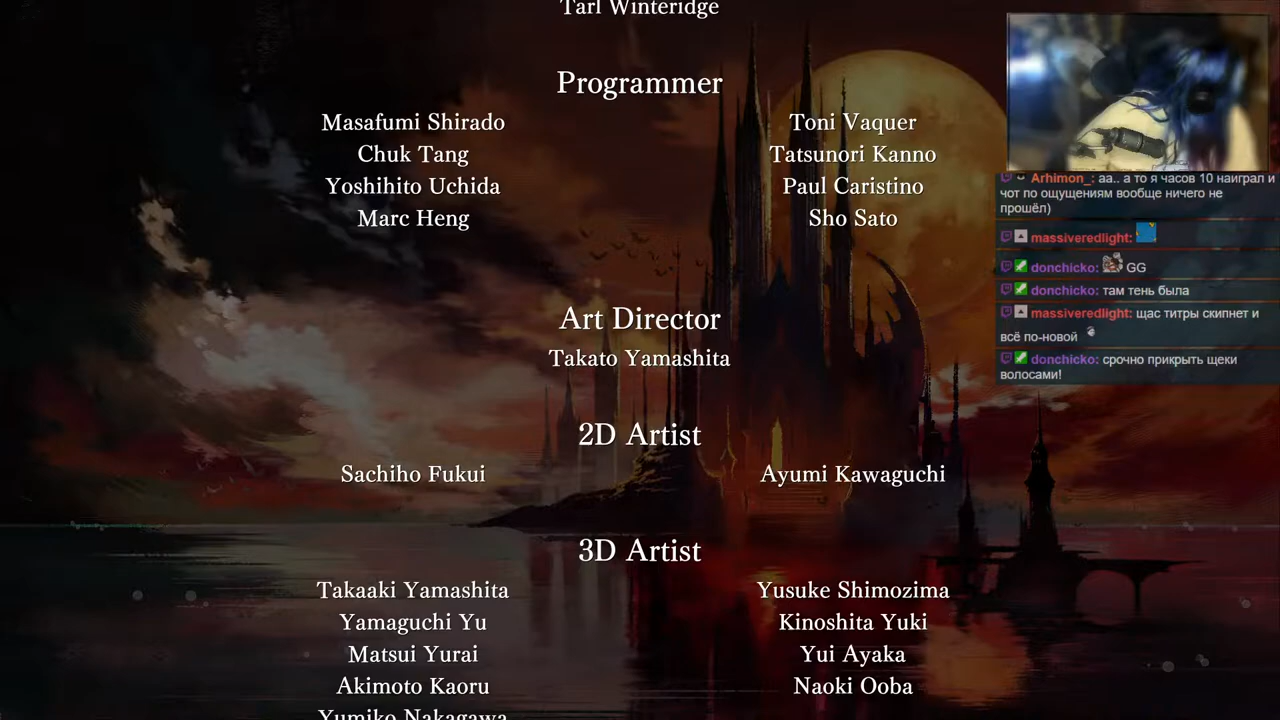 Tarl Winteridge
Programmer
Masafumi Shirado
Toni Vaquer
Chuk Tang
Tatsunori Kanno
Yoshihito Uchida
Paul Caristino
Marc Heng
Sho Sato
Art Director
Takato Yamashita
2D Artist
Sachiho Fukui
Ayumi Kawaguchi
3D Artist
Takaaki Yamashita
Yusuke Shimozima
Yamaguchi Yu
Kinoshita Yuki
Matsui Yurai
Yui Ayaka
Akimoto Kaoru
Naoki Ooba
Yumiko Nakagawa
Arhimon_: аа.. а то я часов 10 наиграл и
чот по ощущениям вообще ничего не
прошёл)
massiveredlight:
donchicko: GG
donchicko: там тень была
massiveredlight: щас титры скипнет и
всё по-новой
donchicko: срочно прикрыть щеки
волосами!